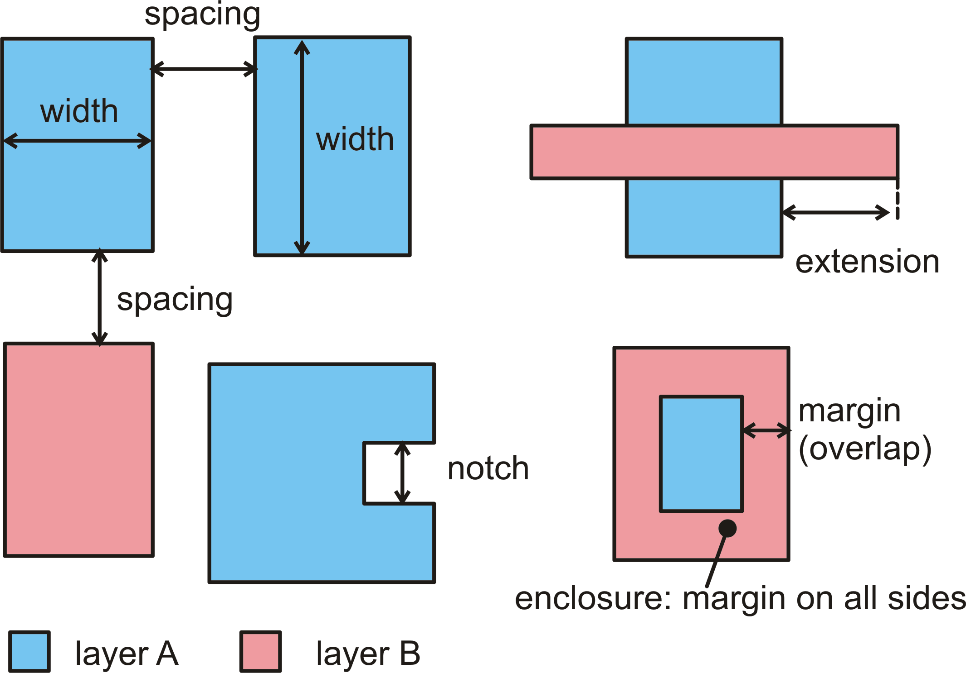 spacing
width
width
spacing
extension
notch
margin
(overlap)
enclosure: margin on all sides
layer A
layer B